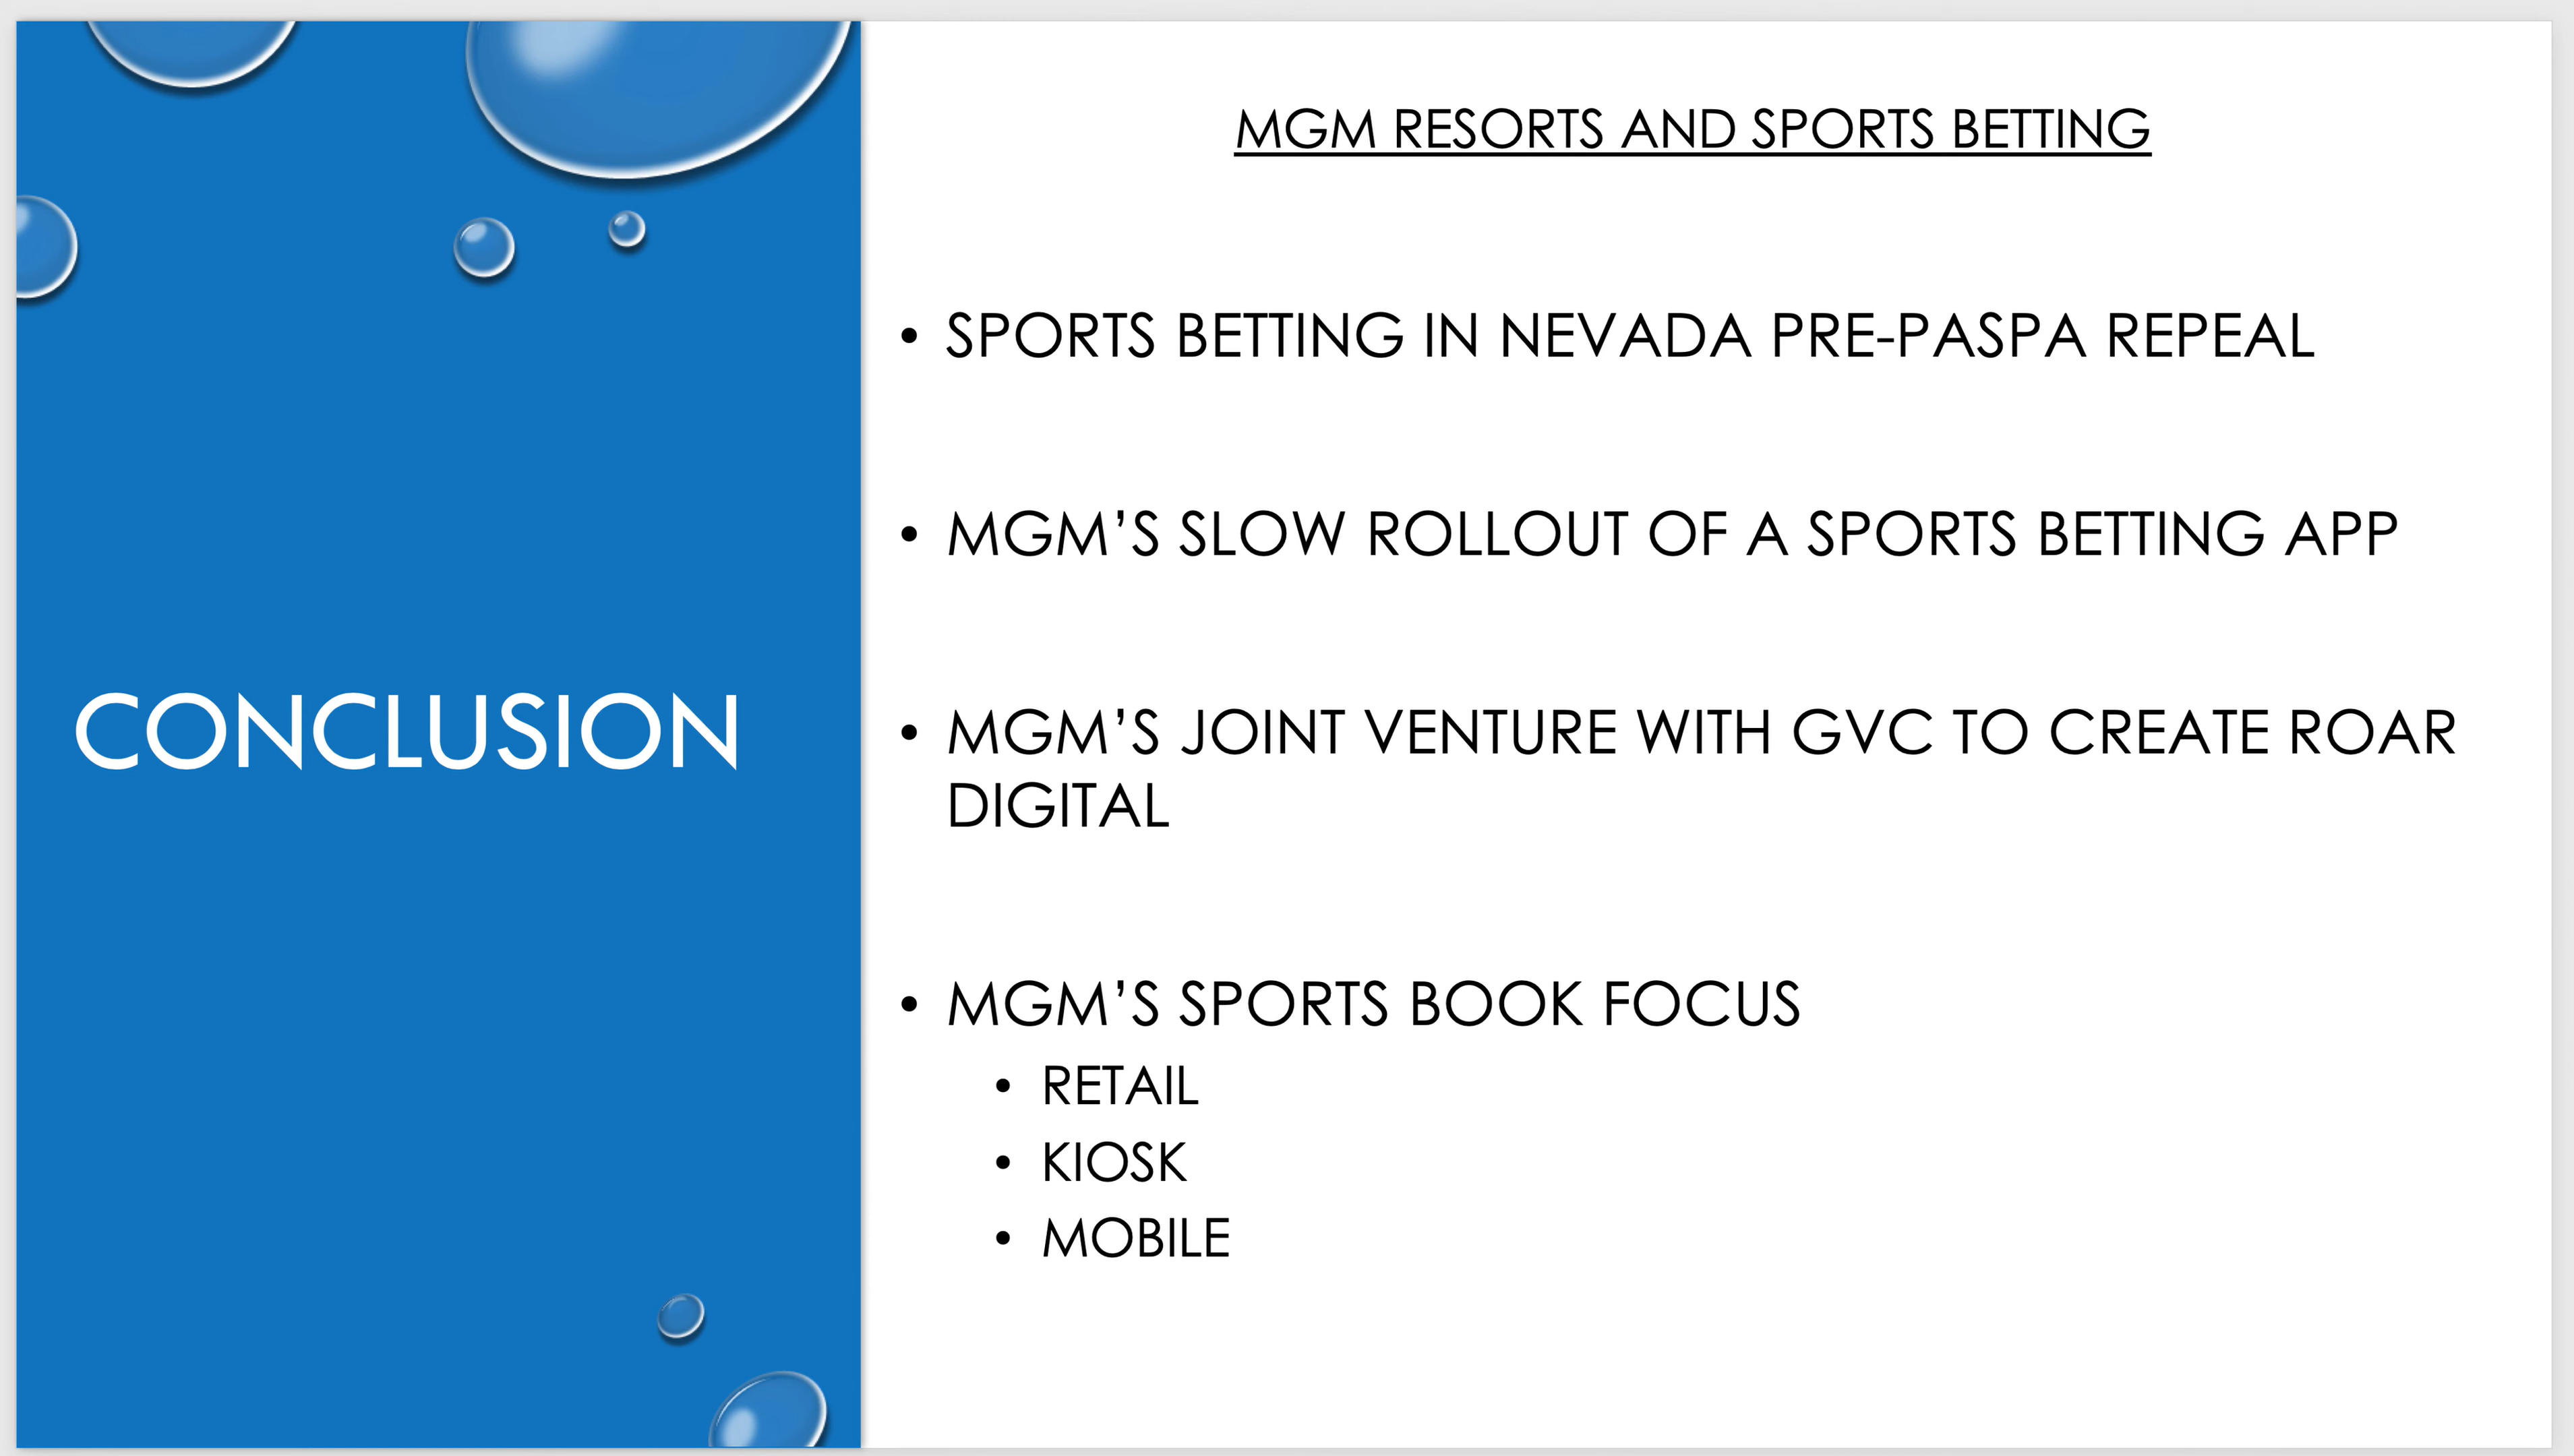 CONCLUSION
MGM RESORTS AND SPORTS BETTING
• SPORTS BETTING IN NEVADA PRE-PASPA REPEAL
• MGM’S SLOW ROLLOUT OF A SPORTS BETTING APP
• MGM’S JOINT VENTURE WITH GVC TO CREATE ROAR
DIGITAL
• MGM’S SPORTS BOOK FOCUS
• RETAIL
• KIOSK
• MOBILE